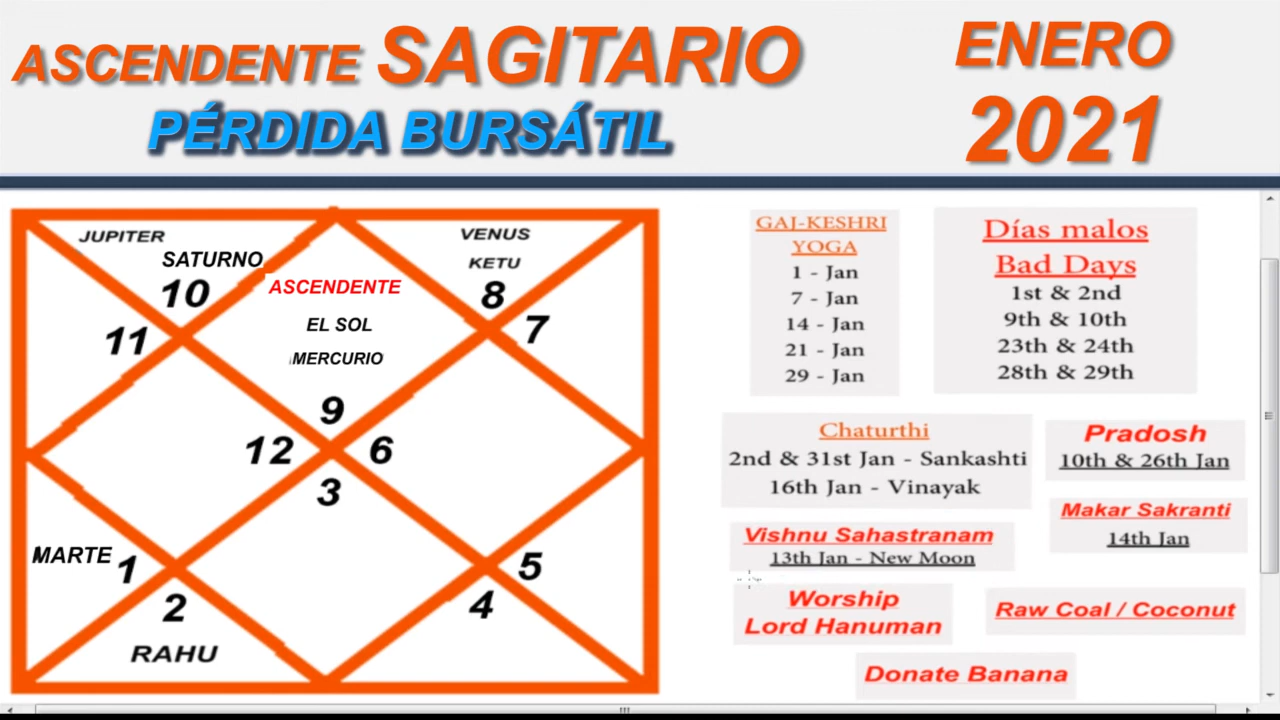 ASCENDENTE SAGITARIO
PÉRDIDA BURSÁTIL
ENERO
2021
JUPITER
SATURNO
10
11
ASCENDENTE
EL SOL
MERCURIO
9
VENUS
KETU
8
7
12
6
3
MARTE
1
2
RAHU
5
4
GAJ-KESHRI
YOGA
1 - Jan
7 - Jan
14 - Jan
21 - Jan
29 - Jan
Días malos
Bad Days
1st & 2nd
9th & 10th
23th & 24th
28th & 29th
Chaturthi
2nd & 31st Jan - Sankashti
16th Jan - Vinayak
Pradosh
10th & 26th Jan
Makar Sakranti
14th Jan
Vishnu Sahastranam
13th Jan - New Moon
Worship
Lord Hanuman
Raw Coal / Coconut
Donate Banana